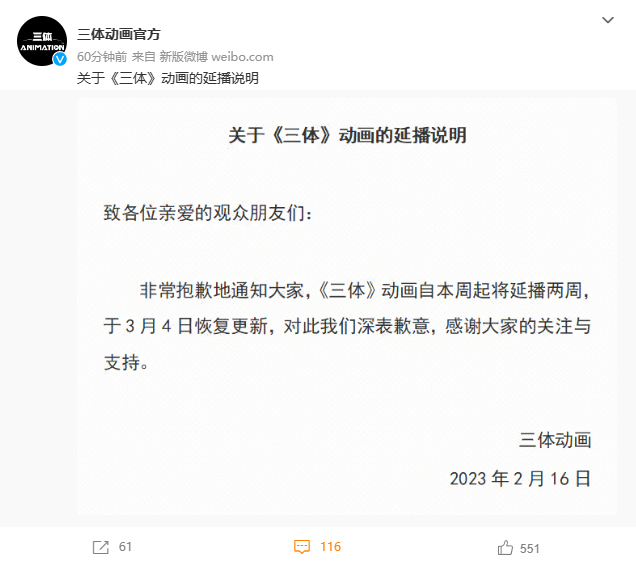 三体
ANIMATION
三体动画官方
60分钟前 来自 新版微博 weibo.com
关于《三体》动画的延播说明
关于《三体》动画的延播说明
致各位亲爱的观众朋友们：
非常抱歉地通知大家，《三体》动画自本周起将延播两周，
于3月4日恢复更新，对此我们深表歉意，感谢大家的关注与
支持。
三体动画
2023年2月16日
61
116
551